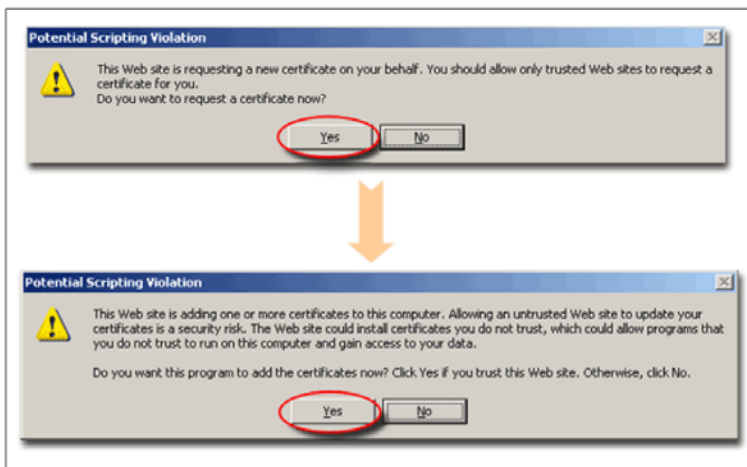 Potential Scripting Violation
This Web site is requesting a new certificate on your behalf. You should allow only trusted Web sites to request a
certificate for you.
Do you want to request a certificate now?
Yes
No
Potential Scripting Violation
This Web site is adding one or more certificates to this computer. Allowing an untrusted Web site to update your
certificates is a security risk. The Web site could install certificates you do not trust, which could allow programs that
you do not trust to run on this computer and gain access to your data.
Do you want this program to add the certificates now? Click Yes if you trust this Web site. Otherwise, click No.
Yes
No